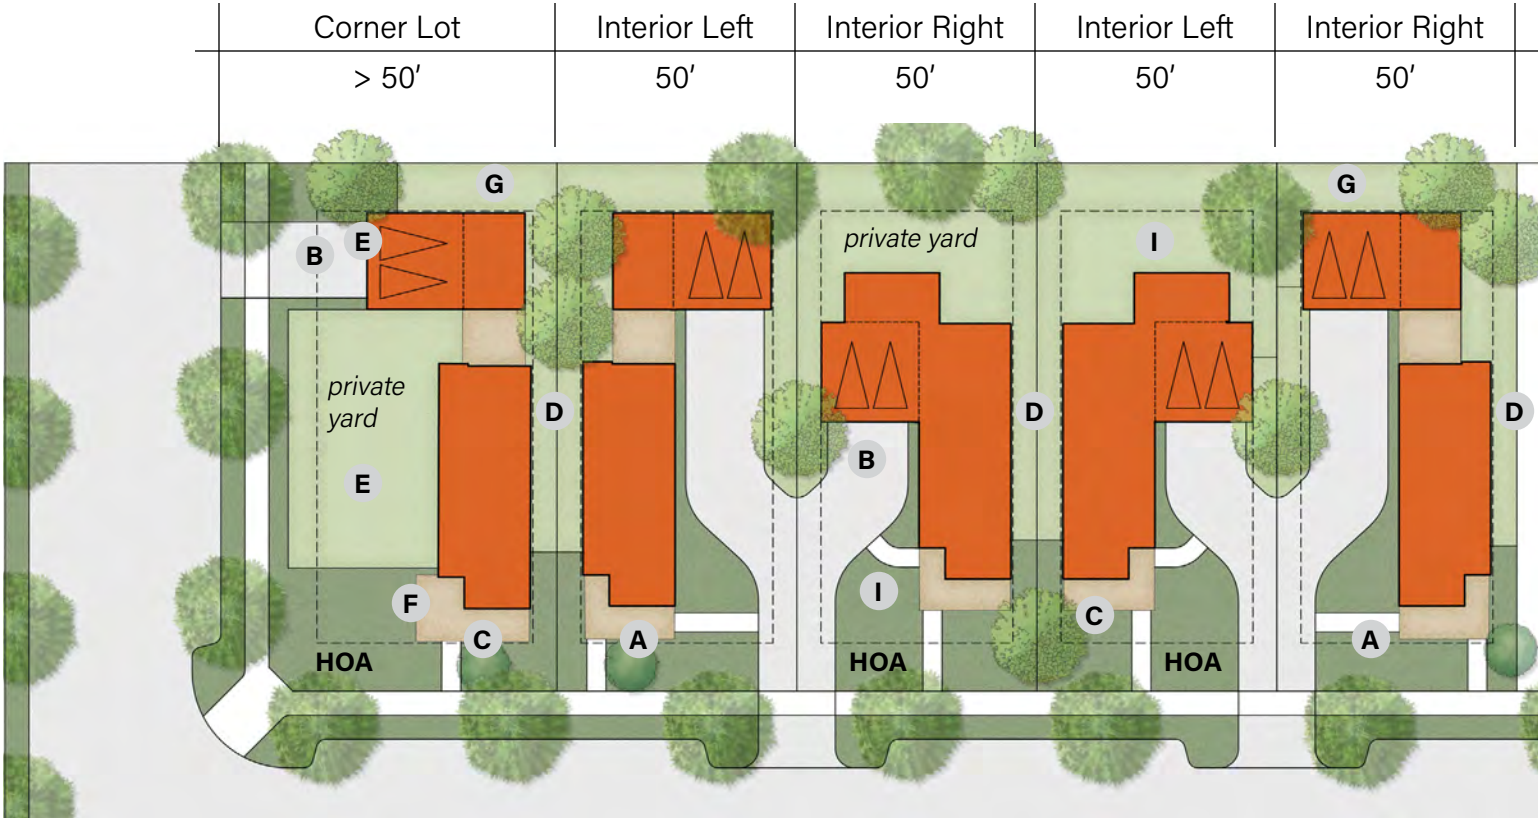 Corner Lot Interior Left Interior Right Interior Left Interior Right
> 50′ 50′ 50′ 50′ 50′
G G
B E private yard I
private
yard
D D D
B
E
I
F C
C A A
HOA HOA HOA